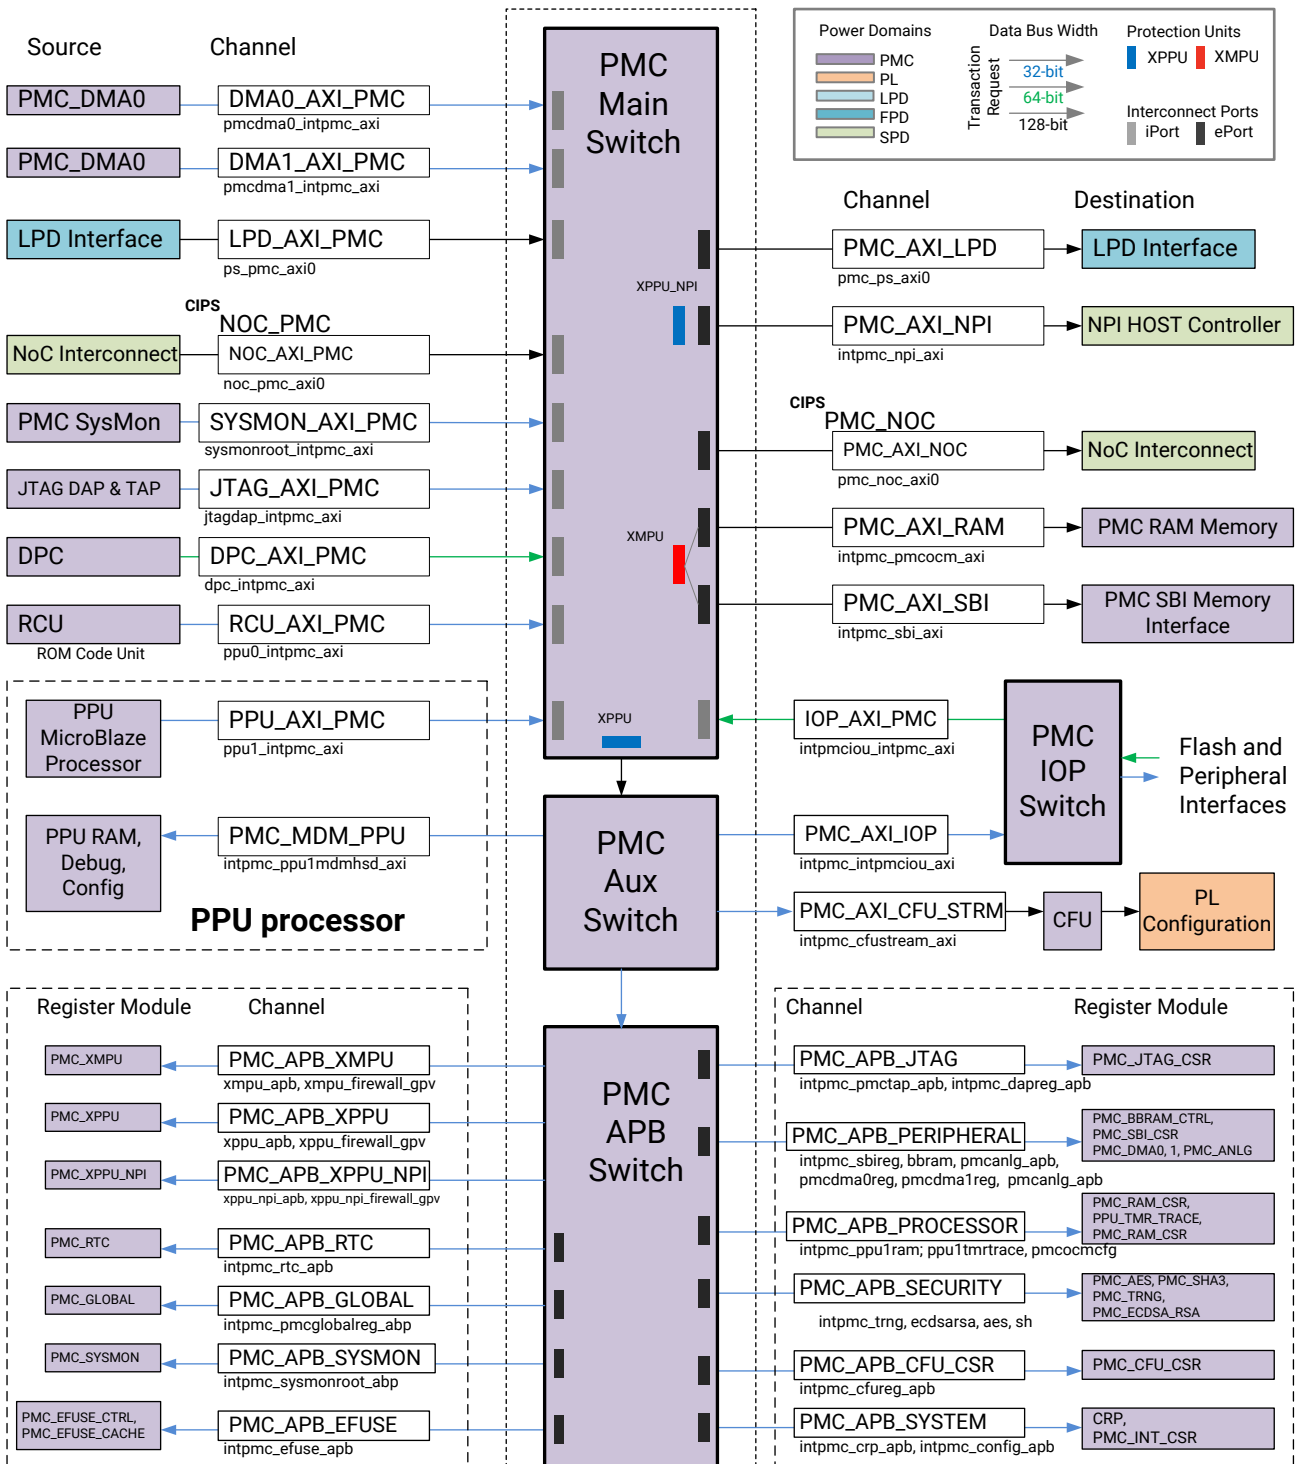 Source
Channel
PMC_DMA0
DMA0_AXI_PMC
pmcdma0_intpmc_axi
PMC_DMA0
DMA1_AXI_PMC
pmcdma1_intpmc_axi
LPD Interface
LPD_AXI_PMC
ps_pmc_axi0
CIPS
NOC_PMC
NoC Interconnect
NOC_AXI_PMC
noc_pmc_axi0
PMC SysMon
SYSMON_AXI_PMC
sysmonroot_intpmc_axi
JTAG DAP & TAP
JTAG_AXI_PMC
jtagdap_intpmc_axi
DPC
DPC_AXI_PMC
dpc_intpmc_axi
RCU
ROM Code Unit
RCU_AXI_PMC
ppu0_intpmc_axi
PPU
MicroBlaze
Processor
PPU_AXI_PMC
ppu1_intpmc_axi
PPU RAM,
Debug,
Config
PMC_MDM_PPU
intpmc_ppu1mdmhsd_axi
PPU processor
PMC
Main
Switch
XPPU_NPI
XMPU
XPPU
PMC
Aux
Switch
PMC
APB
Switch
Power Domains
PMC
PL
LPD
FPD
SPD
Data Bus Width
Transaction
Request
32-bit
64-bit
128-bit
Protection Units
XPPU
XMPU
Interconnect Ports
iPort
ePort
Channel
Destination
PMC_AXI_LPD
pmc_ps_axi0
LPD Interface
PMC_AXI_NPI
intpmc_npi_axi
NPI HOST Controller
CIPS
PMC_NOC
PMC_AXI_NOC
pmc_noc_axi0
NoC Interconnect
PMC_AXI_RAM
intpmc_pmcocm_axi
PMC RAM Memory
PMC_AXI_SBI
intpmc_sbi_axi
PMC SBI Memory
Interface
IOP_AXI_PMC
intpmciou_intpmc_axi
PMC
IOP
Switch
Flash and
Peripheral
Interfaces
PMC_AXI_IOP
intpmc_intpmciou_axi
PMC_AXI_CFU_STRM
intpmc_cfustream_axi
CFU
PL
Configuration
Register Module
Channel
PMC_XMPU
PMC_APB_XMPU
xmpu_apb, xmpu_firewall_gpv
PMC_XPPU
PMC_APB_XPPU
xppu_apb, xppu_firewall_gpv
PMC_XPPU_NPI
PMC_APB_XPPU_NPI
xppu_npi_apb, xppu_npi_firewall_gpv
PMC_RTC
PMC_APB_RTC
intpmc_rtc_apb
PMC_GLOBAL
PMC_APB_GLOBAL
intpmc_pmcglobalreg_abp
PMC_SYSMON
PMC_APB_SYSMON
intpmc_sysmonroot_abp
PMC_EFUSE_CTRL,
PMC_EFUSE_CACHE
PMC_APB_EFUSE
intpmc_efuse_apb
Channel
Register Module
PMC_APB_JTAG
intpmc_pmctap_apb, intpmc_dapreg_apb
PMC_JTAG_CSR
PMC_APB_PERIPHERAL
intpmc_sbireg, bbram, pmcanlg_apb,
pmcdma0reg, pmcdma1reg, pmcanlg_apb
PMC_BBRAM_CTRL,
PMC_SBI_CSR
PMC_DMA0, 1, PMC_ANLG
PMC_APB_PROCESSOR
intpmc_ppu1ram; ppu1tmrtrace, pmcocmcfg
PMC_RAM_CSR,
PPU_TMR_TRACE,
PMC_RAM_CSR
PMC_APB_SECURITY
intpmc_trng, ecdsarsa, aes, sh
PMC_AES, PMC_SHA3,
PMC_TRNG,
PMC_ECDSA_RSA
PMC_APB_CFU_CSR
intpmc_cfureg_apb
PMC_CFU_CSR
PMC_APB_SYSTEM
intpmc_crp_apb, intpmc_config_apb
CRP,
PMC_INT_CSR